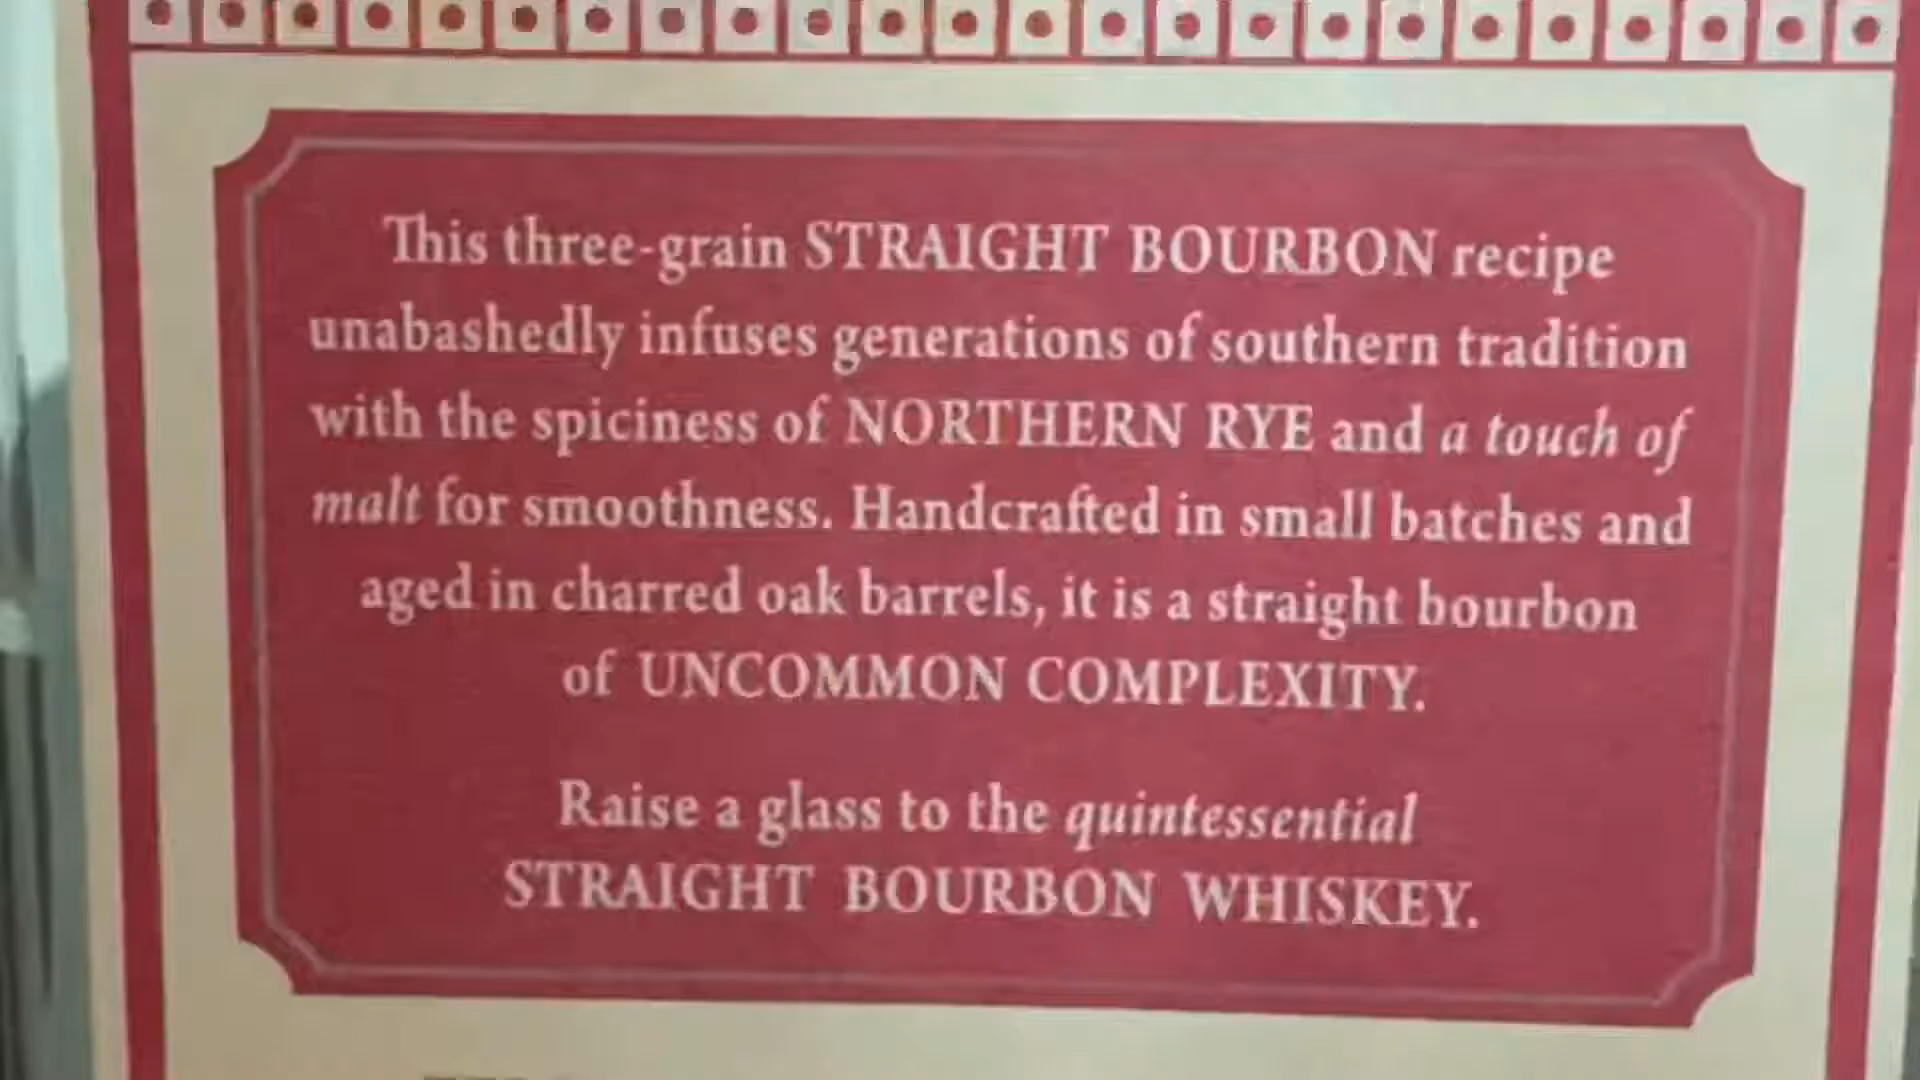 This three-grain STRAIGHT BOURBON recipe
unabashedly infuses generations of southern tradition
with the spiciness of NORTHERN RYE and a touch of
malt for smoothness. Handcrafted in small batches and
aged in charred oak barrels, it is a straight bourbon
of UNCOMMON COMPLEXITY.
Raise a glass to the quintessential
STRAIGHT BOURBON WHISKEY.